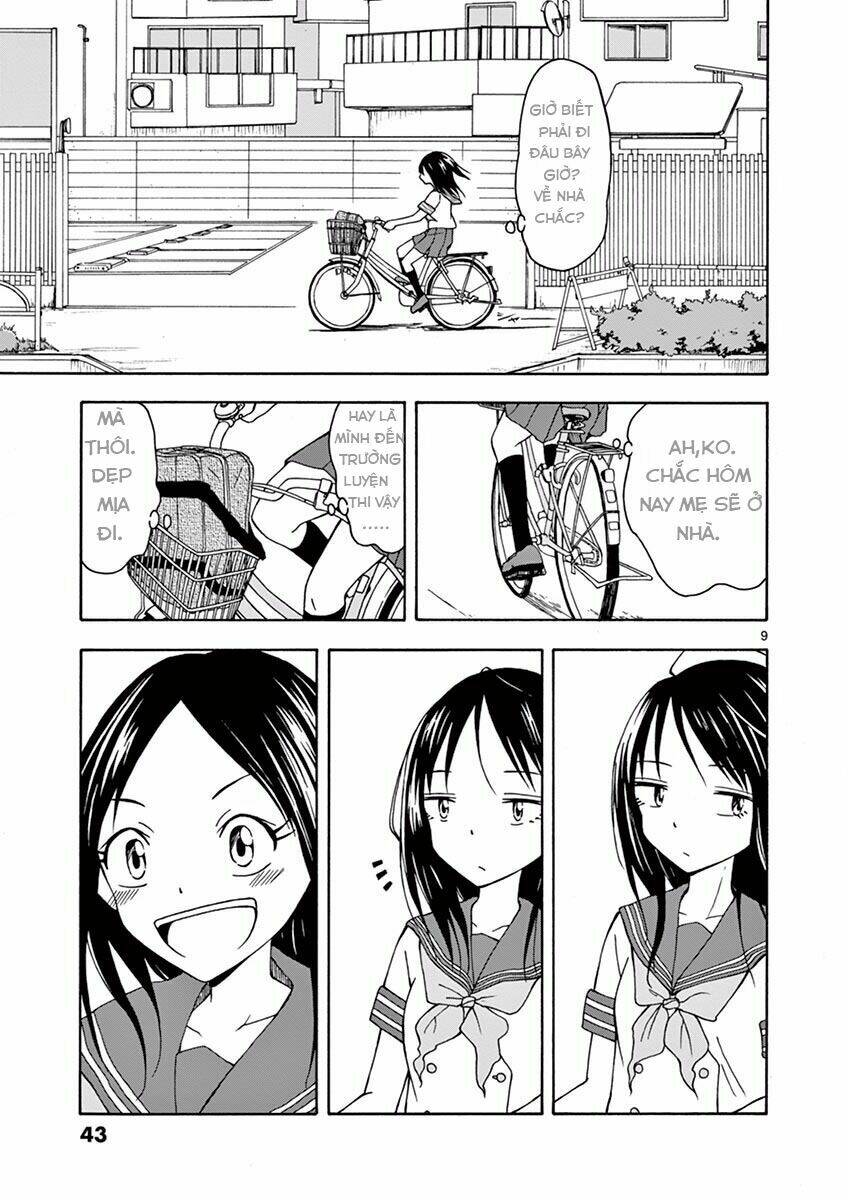 GIỜ BIẾT
PHẢI ĐI
ĐÂU BÂY
GIỜ?
VỀ NHÀ
CHẮC?
AH,KO.
CHẮC HÔM
NAY MẸ SẼ Ở
NHÀ.
HAY LÀ
MÌNH ĐẾN
TRƯỜNG
LUYỆN
THI VẬY
.....
MÀ
THÔI.
DẸP
MỊA
ĐI.
9
43